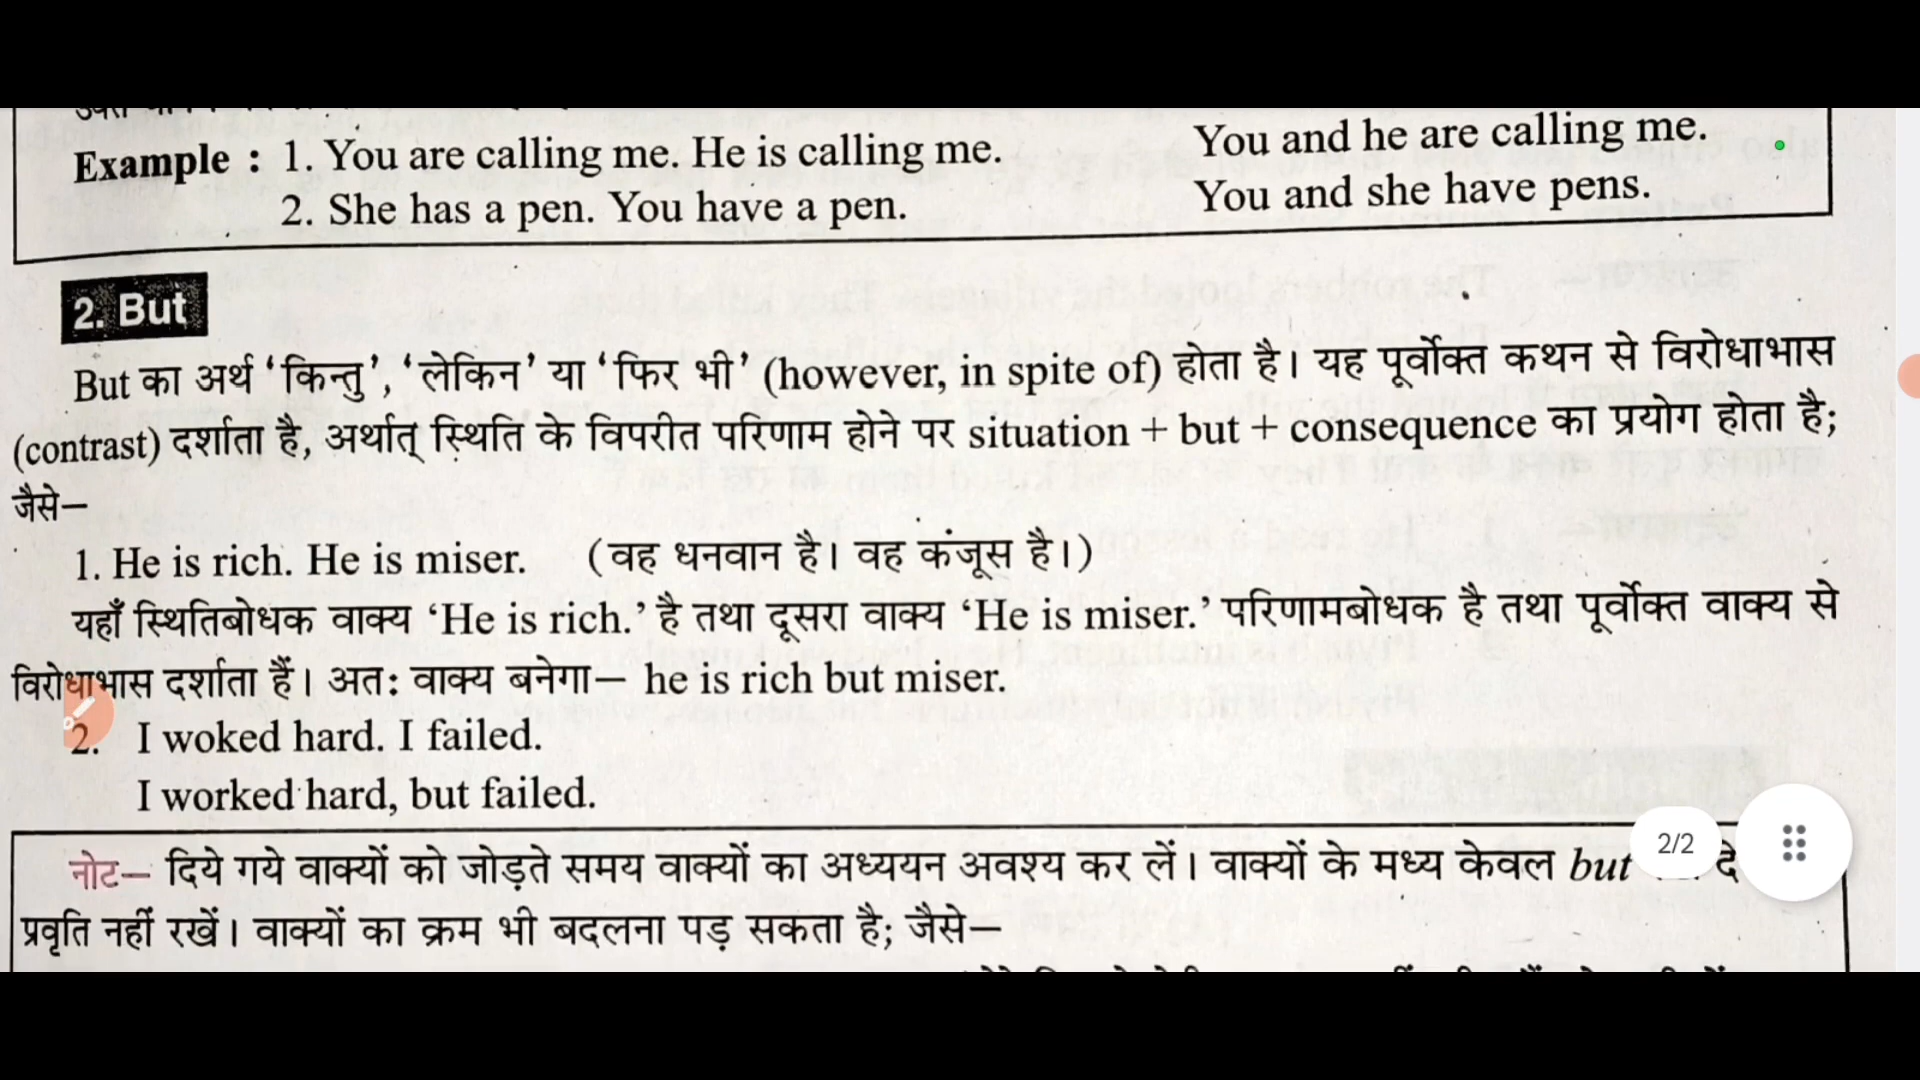 Example : 1. You are calling me. He is calling me. You and he are calling me.
2. She has a pen. You have a pen. You and she have pens.
2. But
But का अर्थ ‘किन्तु’, ‘लेकिन’ या ‘फिर भी’ (however, in spite of) होता है। यह पूर्वोक्त कथन से विरोधाभास
(contrast) दर्शाता है, अर्थात् स्थिति के विपरीत परिणाम होने पर situation + but + consequence का प्रयोग होता है;
जैसे–
1. He is rich. He is miser. (वह धनवान है। वह कंजूस है।)
यहाँ स्थितिबोधक वाक्य ‘He is rich.’ है तथा दूसरा वाक्य ‘He is miser.’ परिणामबोधक है तथा पूर्वोक्त वाक्य से
विरोधाभास दर्शाता हैं। अतः वाक्य बनेगा– he is rich but miser.
2. I woked hard. I failed.
I worked hard, but failed.
नोट– दिये गये वाक्यों को जोड़ते समय वाक्यों का अध्ययन अवश्य कर लें। वाक्यों के मध्य केवल but
2/2
प्रवृति नहीं रखें। वाक्यों का क्रम भी बदलना पड़ सकता है; जैसे–